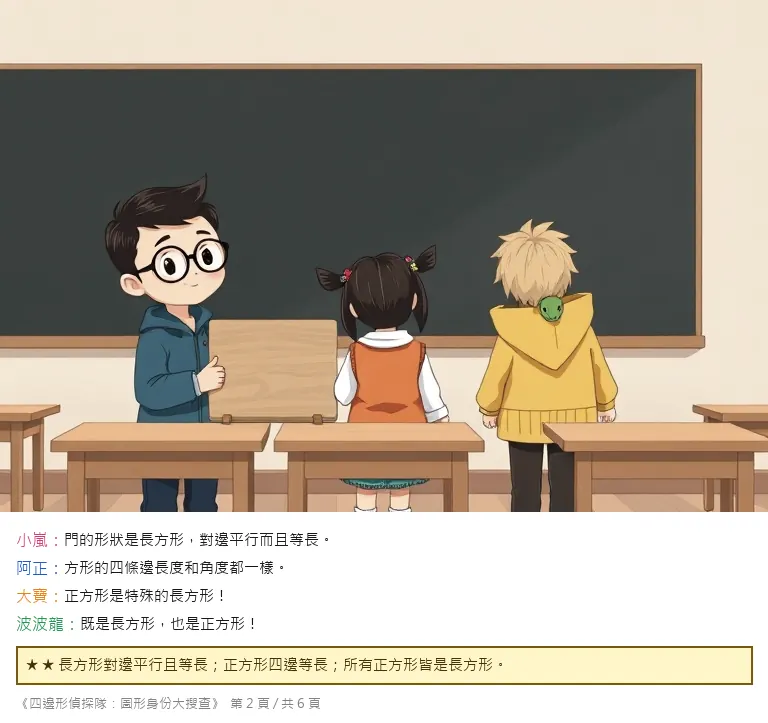 小嵐：門的形狀是長方形，對邊平行而且等長。
阿正：方形的四條邊長度和角度都一樣。
大寶：正方形是特殊的長方形！
波波龍：既是長方形，也是正方形！
★★ 長方形對邊平行且等長；正方形四邊等長；所有正方形皆是長方形。
《四邊形偵探隊：圖形身份大搜查》 第 2 頁 / 共 6 頁